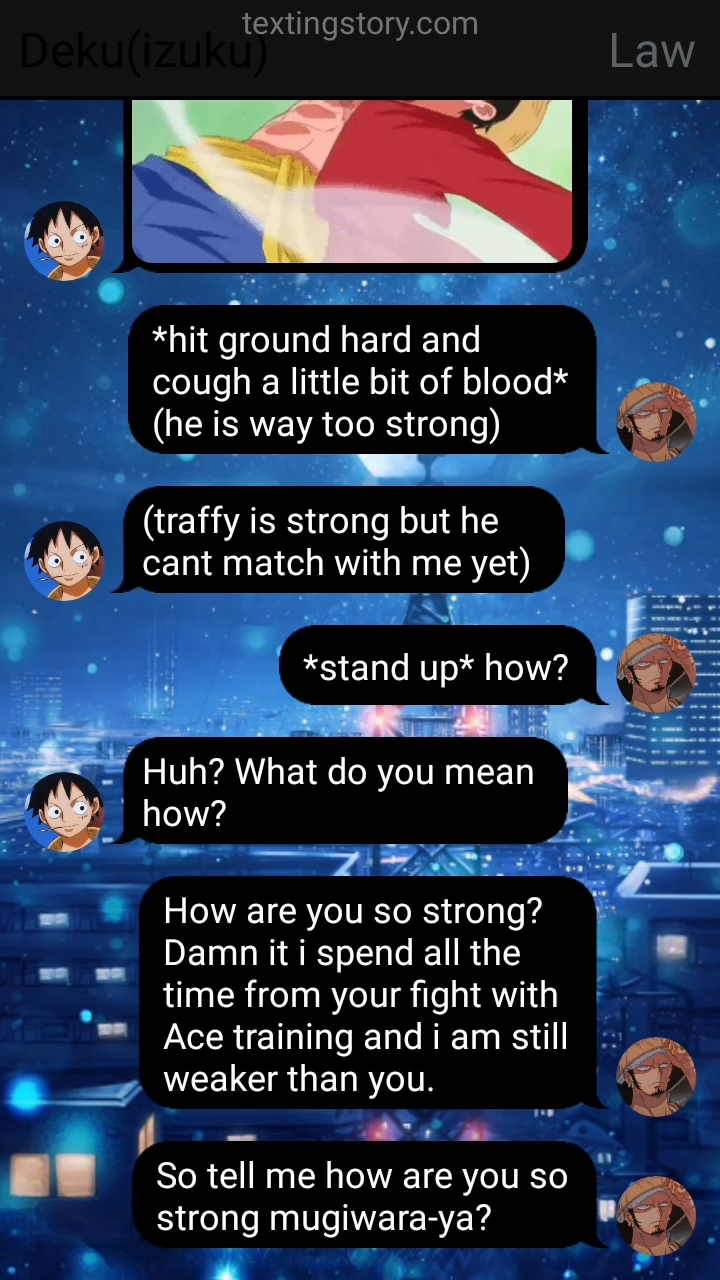 textingstory.com
Deku(izuku)
Law
*hit ground hard and
cough a little bit of blood*
(he is way too strong)
(traffy is strong but he
cant match with me yet)
*stand up* how?
Huh? What do you mean
how?
How are you so strong?
Damn it i spend all the
time from your fight with
Ace training and i am still
weaker than you.
So tell me how are you so
strong mugiwara-ya?